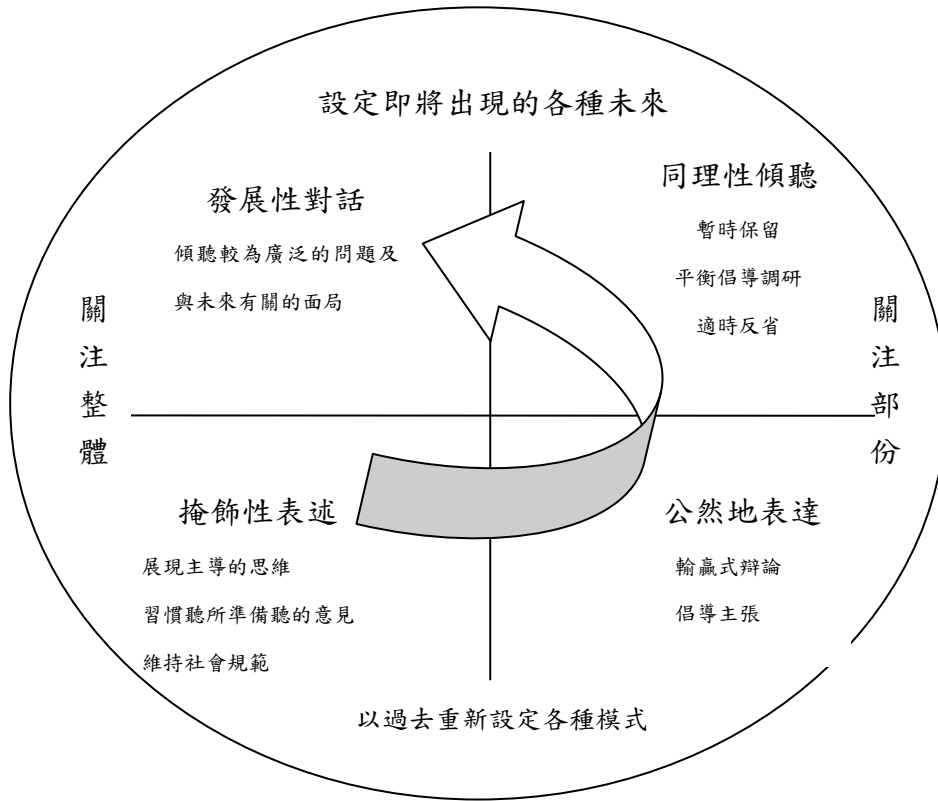 設定即將出現的各種未來
發展性對話
傾聽較為廣泛的問題及
與未來有關的面局
同理性傾聽
暫時保留
平衡倡導調研
適時反省
關注整體
關注部份
掩飾性表述
展現主導的思維
習慣聽所準備聽的意見
維持社會規範
公然地表達
輸贏式辯論
倡導主張
以過去重新設定各種模式